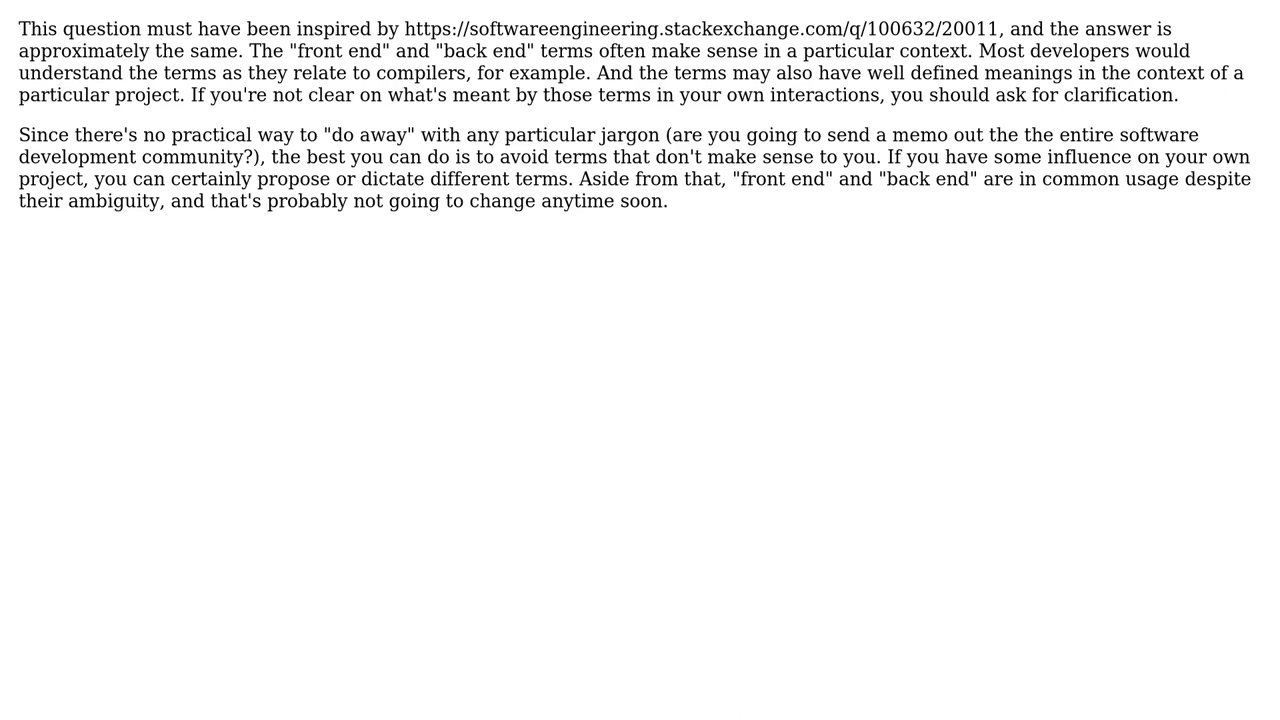 This question must have been inspired by https://softwareengineering.stackexchange.com/q/100632/20011, and the answer is
approximately the same. The "front end" and "back end" terms often make sense in a particular context. Most developers would
understand the terms as they relate to compilers, for example. And the terms may also have well defined meanings in the context of a
particular project. If you're not clear on what's meant by those terms in your own interactions, you should ask for clarification.
Since there's no practical way to "do away" with any particular jargon (are you going to send a memo out the the entire software
development community?), the best you can do is to avoid terms that don't make sense to you. If you have some influence on your own
project, you can certainly propose or dictate different terms. Aside from that, "front end" and "back end" are in common usage despite
their ambiguity, and that's probably not going to change anytime soon.